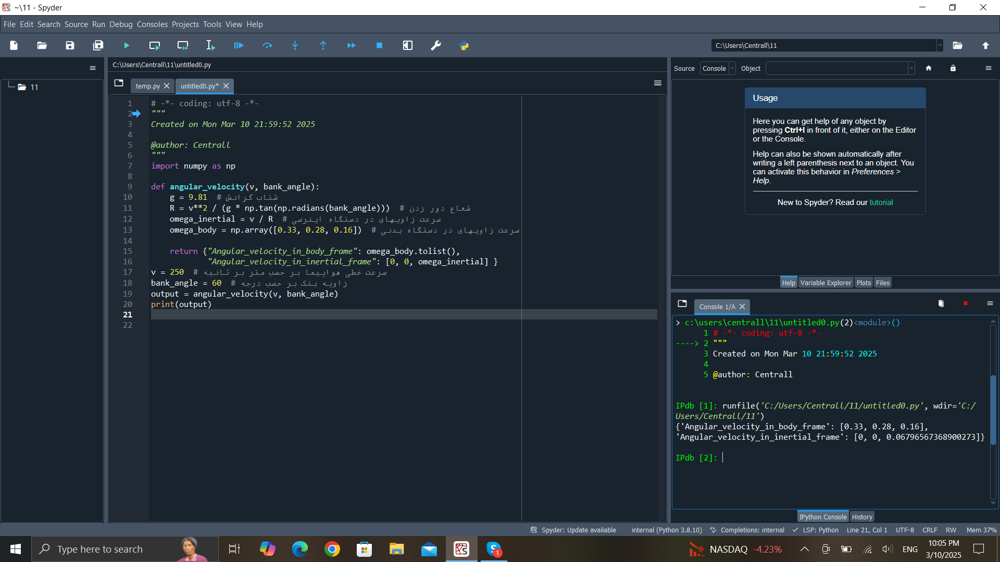 ~\11 - Spyder
File Edit Search Source Run Debug Consoles Projects Tools View Help
C:\Users\Centrall\11
11
C:\Users\Centrall\11\untitled0.py
temp.py untitled0.py*
1 # -*- coding: utf-8 -*-
2 """
3 Created on Mon Mar 10 21:59:52 2025
4
5 @author: Centrall
6 """
7 import numpy as np
8
9 def angular_velocity(v, bank_angle):
10 g = 9.81 # شتاب گرانش
11 R = v**2 / (g * np.tan(np.radians(bank_angle))) # شعاع دور زدن
12 omega_inertial = v / R # سرعت زاویهای در دستگاه اینرسی
13 omega_body = np.array([0.33, 0.28, 0.16]) # سرعت زاویهای در دستگاه بدنی
14
15 return {"Angular_velocity_in_body_frame": omega_body.tolist(),
16 "Angular_velocity_in_inertial_frame": [0, 0, omega_inertial] }
17 v = 250 # سرعت خطی هواپیما بر حسب متر بر ثانیه
18 bank_angle = 60 # زاویه بنک بر حسب درجه
19 output = angular_velocity(v, bank_angle)
20 print(output)
21
22
Source Console Object
Usage
Here you can get help of any object by
pressing Ctrl+I in front of it, either on the Editor
or the Console.
Help can also be shown automatically after
writing a left parenthesis next to an object. You
can activate this behavior in Preferences >
Help.
New to Spyder? Read our tutorial
Help Variable Explorer Plots Files
Console 1/A
> c:\users\centrall\11\untitled0.py(2)<module>()
1 # -*- coding: utf-8 -*-
----> 2 """
3 Created on Mon Mar 10 21:59:52 2025
4
5 @author: Centrall
IPdb [1]: runfile('C:/Users/Centrall/11/untitled0.py', wdir='C:/
Users/Centrall/11')
{'Angular_velocity_in_body_frame': [0.33, 0.28, 0.16],
'Angular_velocity_in_inertial_frame': [0, 0, 0.06796567368900273]}
IPdb [2]:
IPython Console History
Spyder: Update available internal (Python 3.8.10) Completions: internal LSP: Python Line 21, Col 1 UTF-8 CRLF RW Mem 37%
Type here to search
1
NASDAQ -4.23%
ENG
10:05 PM
3/10/2025